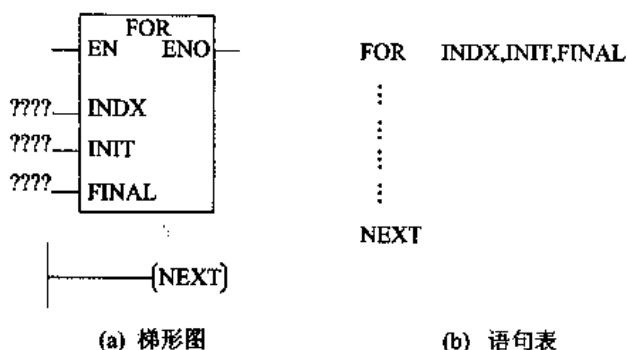 FOR
EN ENO
???? INDX
???? INIT
???? FINAL
(NEXT)
(a) 梯形图
FOR INDX,INIT,FINAL
NEXT
(b) 语句表